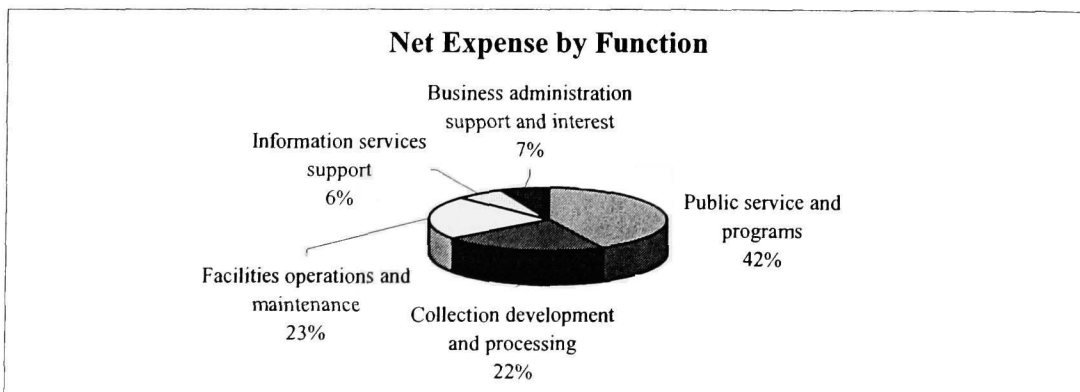 Net Expense by Function
Business administration
support and interest
7%
Information services
support
6%
Public service and
programs
42%
Facilities operations and
maintenance
23%
Collection development
and processing
22%